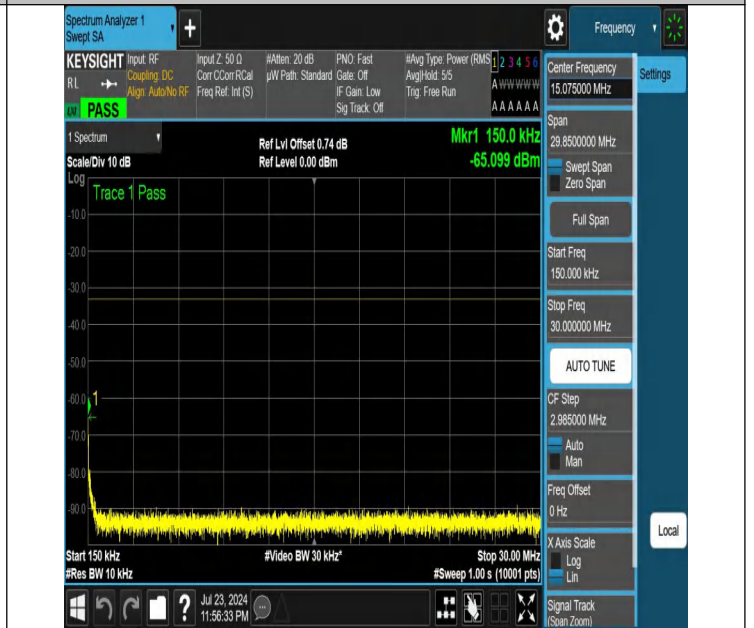 Spectrum Analyzer 1
Swept SA
+
Frequency
KEYSIGHT
RL
PASS
Input: RF
Coupling: DC
Align: Auto/No RF
Input Z: 50 Ω
Corr CCorr RCal
Freq Ref: Int (S)
#Atten: 20 dB
µW Path: Standard
PNO: Fast
Gate: Off
IF Gain: Low
Sig Track: Off
#Avg Type: Power (RMS
Avg|Hold: 5/5
Trig: Free Run
1 2 3 4 5 6
A W W W W W
A A A A A A
1 Spectrum
Scale/Div 10 dB
Ref Lvl Offset 0.74 dB
Ref Level 0.00 dBm
Mkr1 150.0 kHz
-65.099 dBm
Log
Trace 1 Pass
-10.0
-20.0
-30.0
-40.0
-50.0
-60.0
1
-70.0
-80.0
-90.0
Start 150 kHz
#Res BW 10 kHz
#Video BW 30 kHz*
Stop 30.00 MHz
#Sweep 1.00 s (10001 pts)
Center Frequency
15.075000 MHz
Settings
Span
29.8500000 MHz
Swept Span
Zero Span
Full Span
Start Freq
150.000 kHz
Stop Freq
30.000000 MHz
AUTO TUNE
CF Step
2.985000 MHz
Auto
Man
Freq Offset
0 Hz
X Axis Scale
Log
Lin
Local
Signal Track
(Span Zoom)
?
Jul 23, 2024
11:56:33 PM